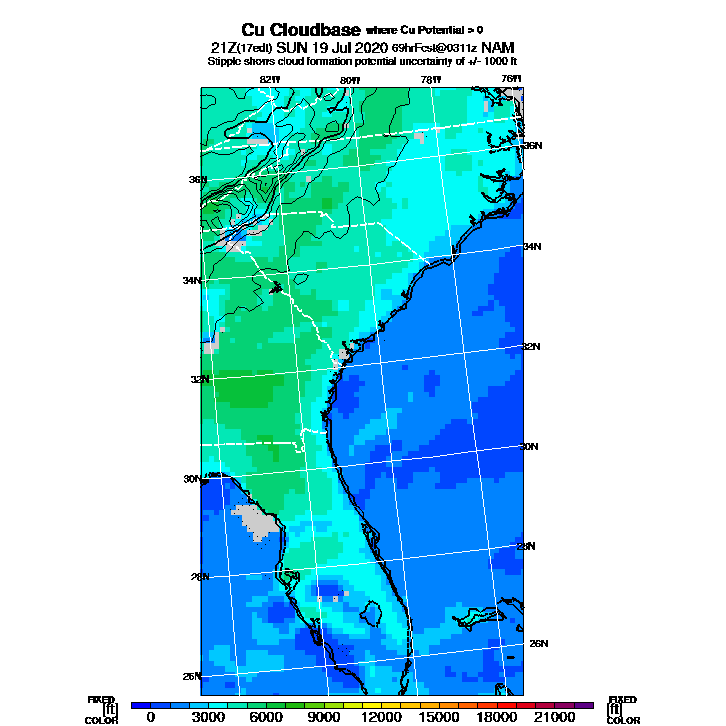 Cu Cloudbase where Cu Potential > 0
21Z(17edt) SUN 19 Jul 2020 69hrFcst@0311z NAM
Stipple shows cloud formation potential uncertainty of +/- 1000 ft
82W 80W 78W 76W
36N
36N
34N
34N
32N
32N
30N
30N
28N
28N
26N
26N
FIXED FIXED
[ft] [ft]
COLOR COLOR
0 3000 6000 9000 12000 15000 18000 21000